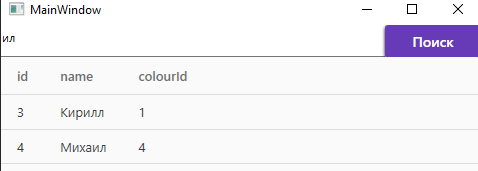 MainWindow
ил
Поиск
id name colourId
3 Кирилл 1
4 Михаил 4